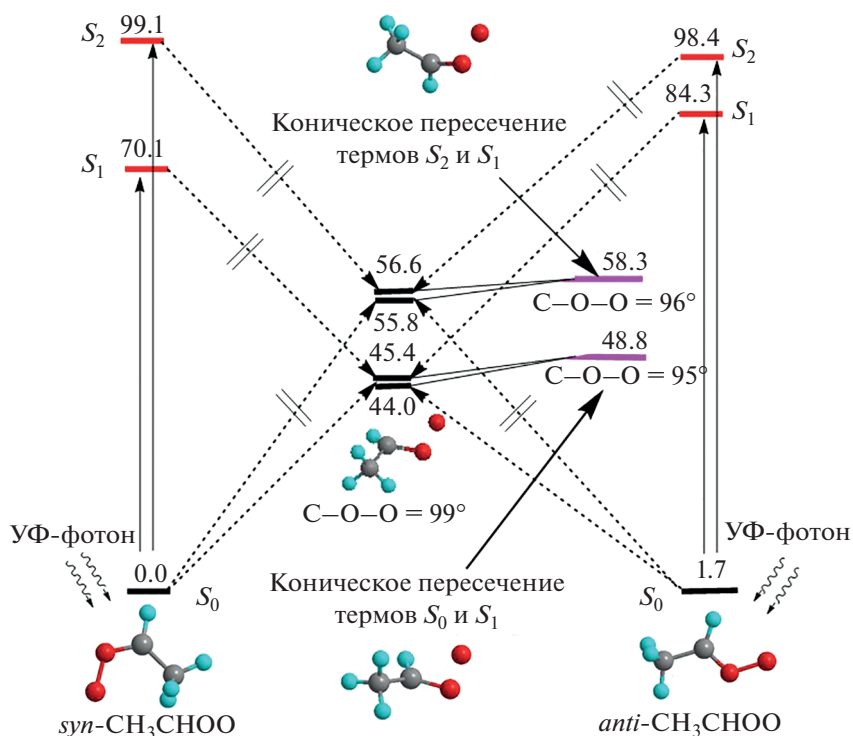 99.1
S₂
98.4
S₂
84.3
S₁
Коническое пересечение
термов S₂ и S₁
70.1
S₁
56.6
58.3
C–O–O = 96°
55.8
45.4
48.8
C–O–O = 95°
44.0
C–O–O = 99°
УФ-фотон
УФ-фотон
0.0
S₀
Коническое пересечение
термов S₀ и S₁
1.7
S₀
syn-CH₃CHOO
anti-CH₃CHOO